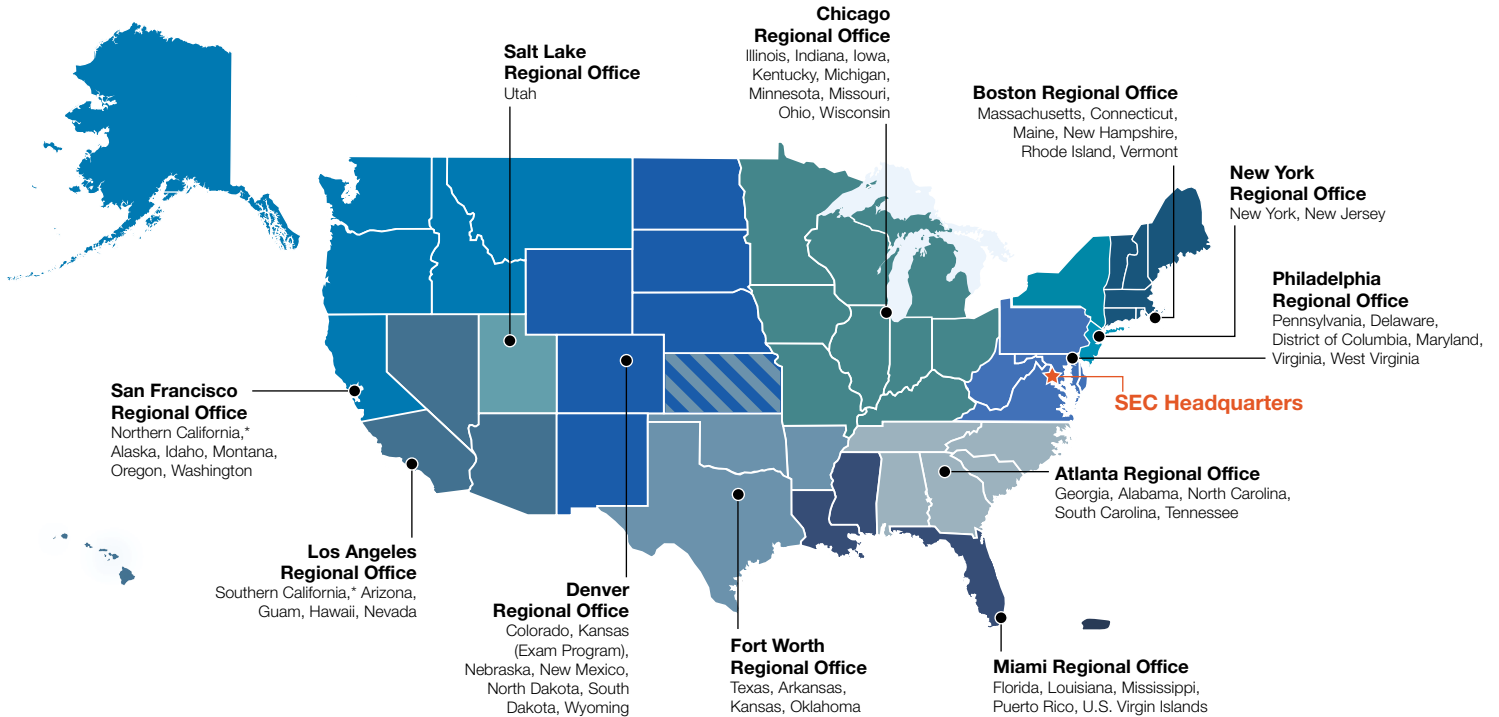 Chicago
Regional Office
Illinois, Indiana, Iowa,
Kentucky, Michigan,
Minnesota, Missouri,
Ohio, Wisconsin
Salt Lake
Regional Office
Utah
Boston Regional Office
Massachusetts, Connecticut,
Maine, New Hampshire,
Rhode Island, Vermont
New York
Regional Office
New York, New Jersey
Philadelphia
Regional Office
Pennsylvania, Delaware,
District of Columbia, Maryland,
Virginia, West Virginia
SEC Headquarters
San Francisco
Regional Office
Northern California,*
Alaska, Idaho, Montana,
Oregon, Washington
Atlanta Regional Office
Georgia, Alabama, North Carolina,
South Carolina, Tennessee
Los Angeles
Regional Office
Southern California,* Arizona,
Guam, Hawaii, Nevada
Denver
Regional Office
Colorado, Kansas
(Exam Program),
Nebraska, New Mexico,
North Dakota, South
Dakota, Wyoming
Fort Worth
Regional Office
Texas, Arkansas,
Kansas, Oklahoma
Miami Regional Office
Florida, Louisiana, Mississippi,
Puerto Rico, U.S. Virgin Islands